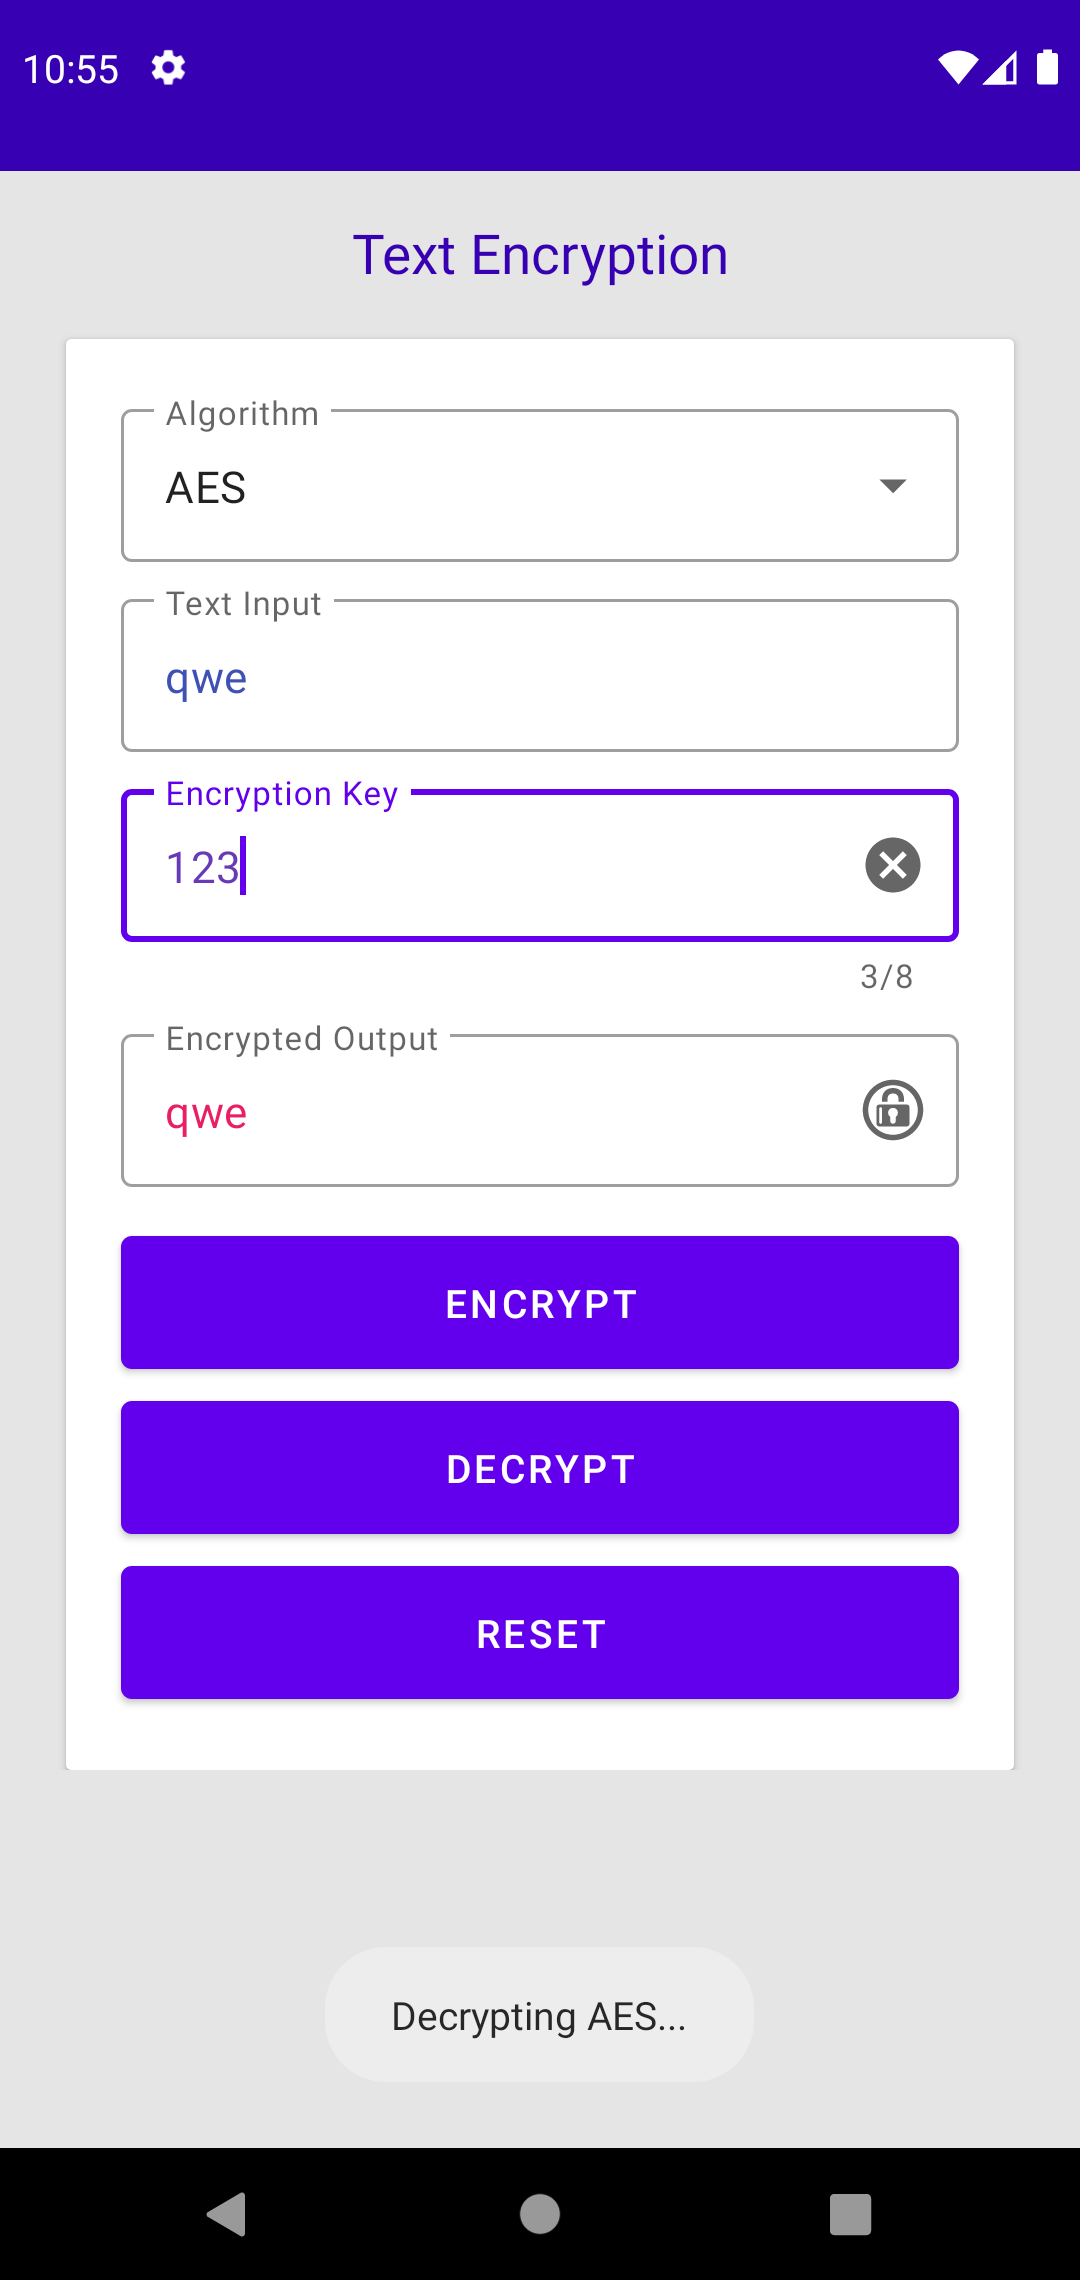 10:55
Text Encryption
Algorithm
AES
Text Input
qwe
Encryption Key
123
3/8
Encrypted Output
qwe
ENCRYPT
DECRYPT
RESET
Decrypting AES...